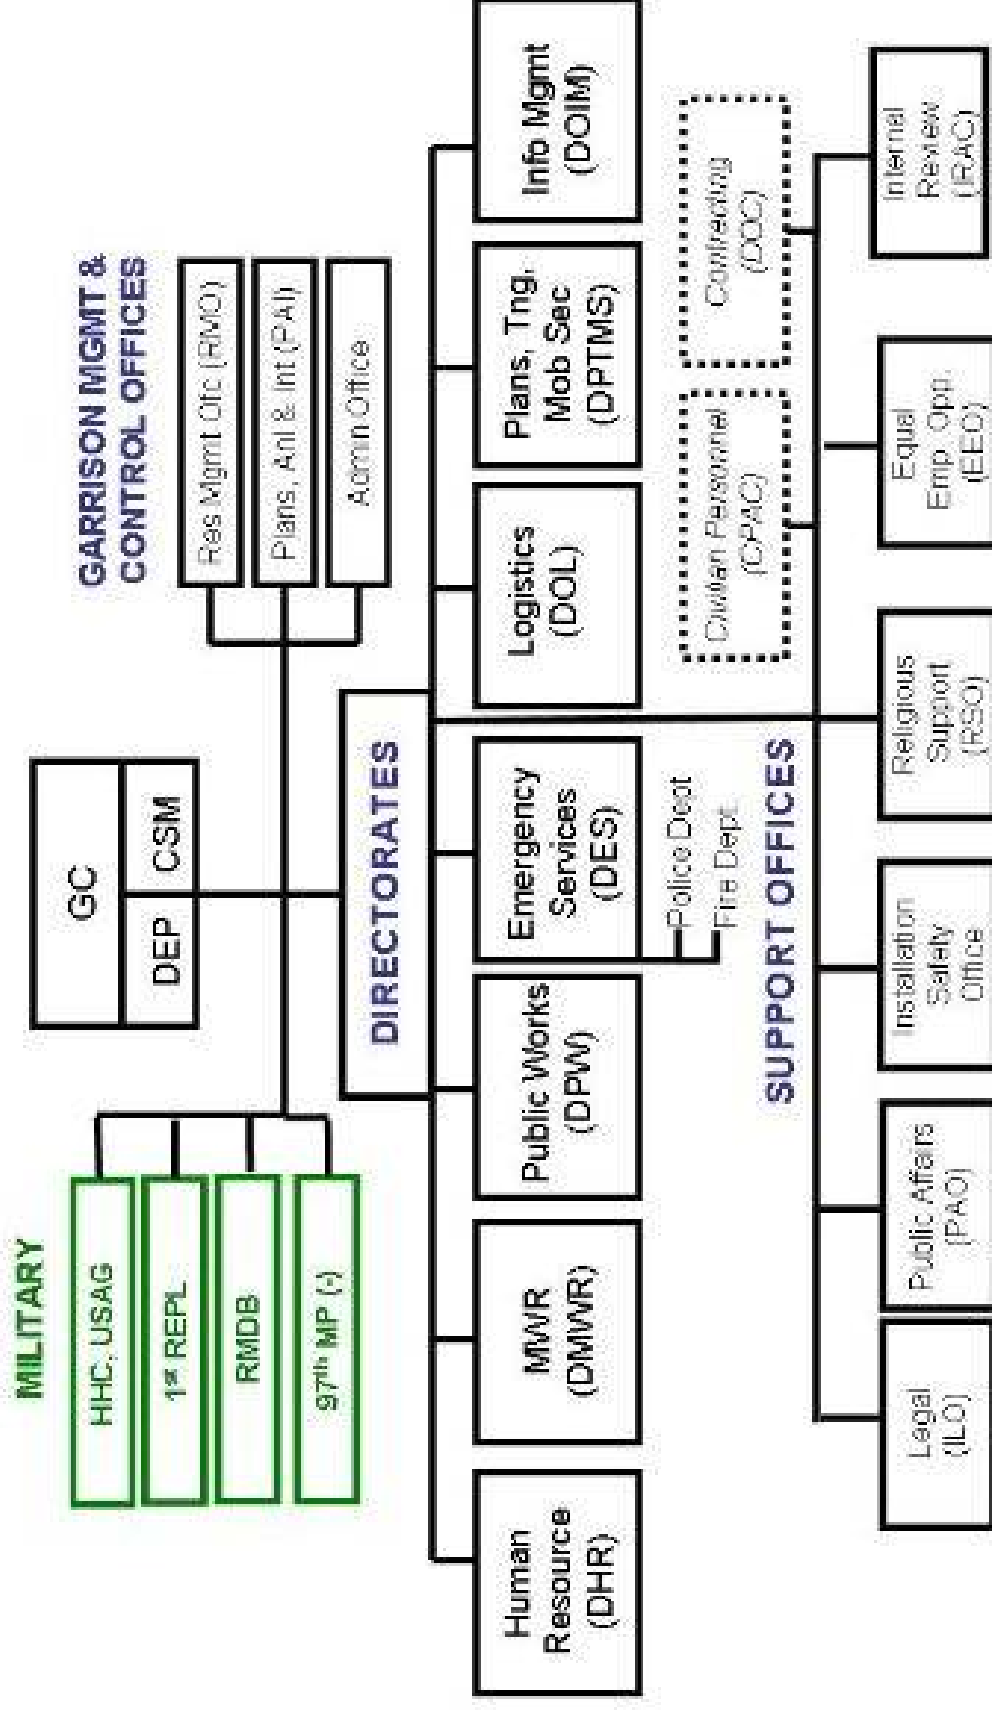 GC
DEP
CSM
MILITARY
HHC, USAG
1st REPL
RMDB
97th MP (-)
GARRISON MGMT &
CONTROL OFFICES
Res Mgmt Ofc (RMO)
Plans, Anl & Int (PAI)
Admin Office
DIRECTORATES
Human
Resource
(DHR)
MWR
(DMWR)
Public Works
(DPW)
Emergency
Services
(DES)
Police Dept
Fire Dept
Logistics
(DOL)
Plans, Tng,
Mob Sec
(DPTMS)
Info Mgmt
(DOIM)
SUPPORT OFFICES
Civilian Personnel
(CPAC)
Contracting
(DOC)
Legal
(ILO)
Public Affairs
(PAO)
Installation
Safety
Office
Religious
Support
(RSO)
Equal
Emp. Opp.
(EEO)
Internal
Review
(IRAC)